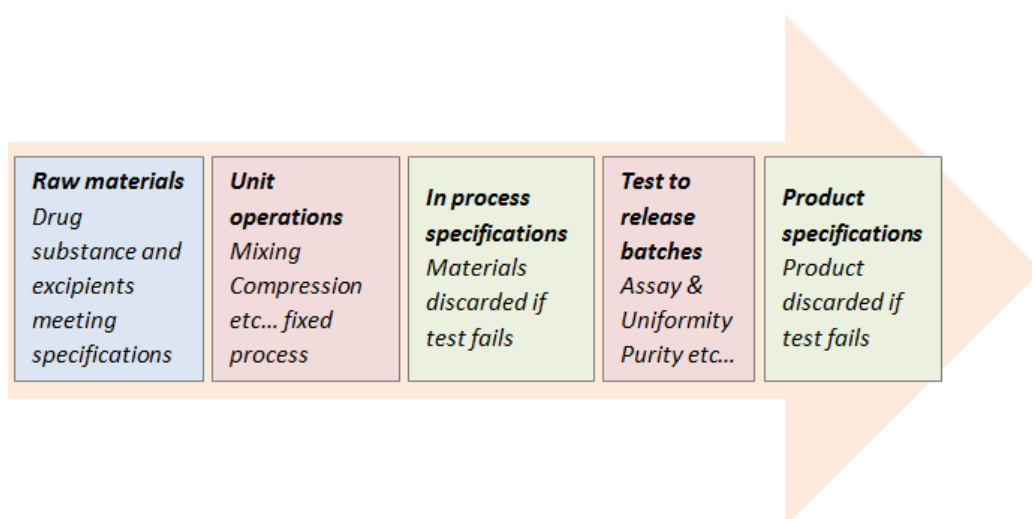 Raw materials
Drug
substance and
excipients
meeting
specifications
Unit
operations
Mixing
Compression
etc... fixed
process
In process
specifications
Materials
discarded if
test fails
Test to
release
batches
Assay &
Uniformity
Purity etc...
Product
specifications
Product
discarded if
test fails